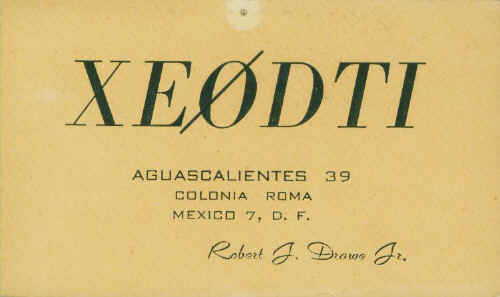 XEØDTI
AGUASCALIENTES 39
COLONIA ROMA
MEXICO 7, D. F.
Robert J. Drawe Jr.